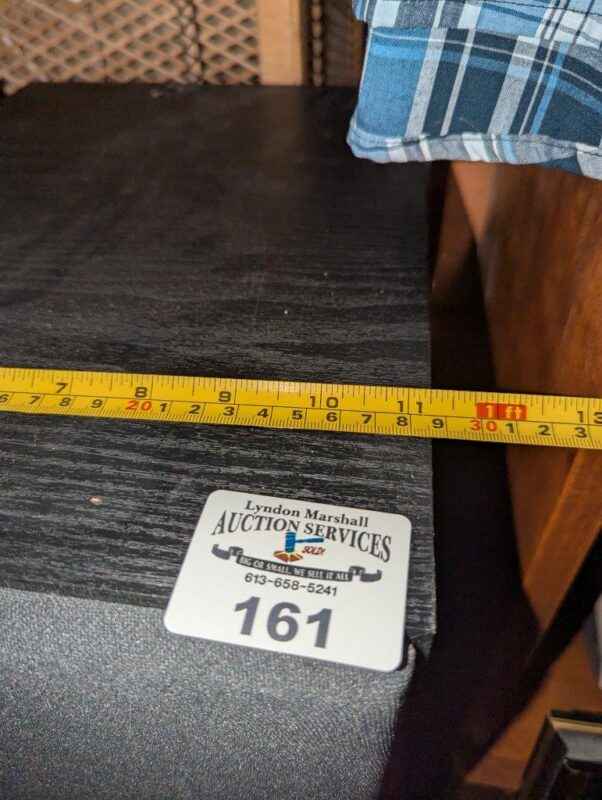 7 8 9 10 11 1 ft 13
6 7 8 9 20 1 2 3 4 5 6 7 8 9 30 1 2 3
Lyndon Marshall
AUCTION SERVICES
SOLD!
BIG OR SMALL, WE SELL IT ALL
613-658-5241
161